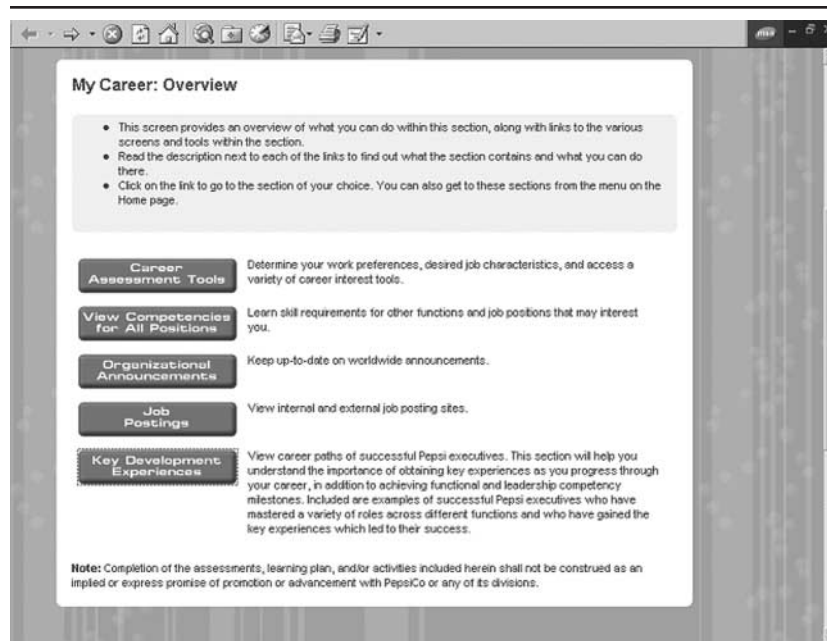 My Career: Overview
• This screen provides an overview of what you can do within this section, along with links to the various
screens and tools within the section.
• Read the description next to each of the links to find out what the section contains and what you can do
there.
• Click on the link to go to the section of your choice. You can also get to these sections from the menu on the
Home page.
Career
Assessment Tools
Determine your work preferences, desired job characteristics, and access a
variety of career interest tools.
View Competencies
for All Positions
Learn skill requirements for other functions and job positions that may interest
you.
Organizational
Announcements
Keep up-to-date on worldwide announcements.
Job
Postings
View internal and external job posting sites.
Key Development
Experiences
View career paths of successful Pepsi executives. This section will help you
understand the importance of obtaining key experiences as you progress through
your career, in addition to achieving functional and leadership competency
milestones. Included are examples of successful Pepsi executives who have
mastered a variety of roles across different functions and who have gained the
key experiences which led to their success.
Note: Completion of the assessments, learning plan, and/or activities included herein shall not be construed as an
implied or express promise of promotion or advancement with PepsiCo or any of its divisions.